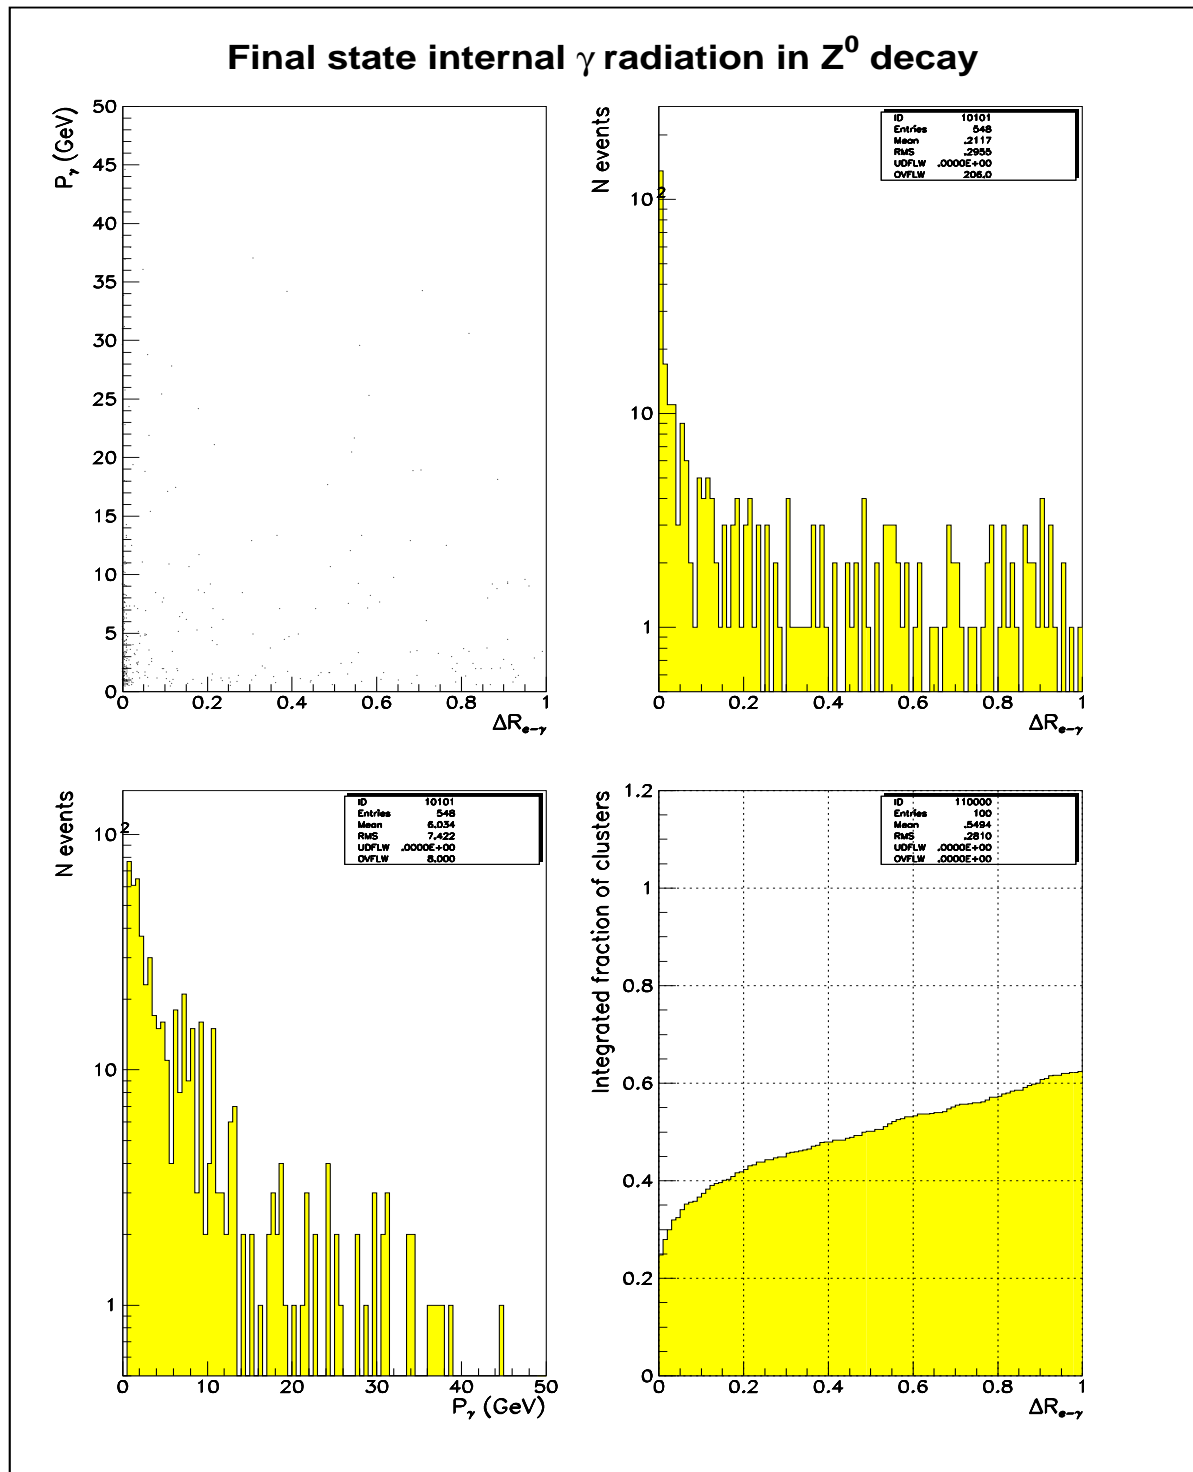 Final state internal γ radiation in Z⁰ decay
P_γ (GeV)
50
45
40
35
30
25
20
15
10
5
0
0 0.2 0.4 0.6 0.8 1
ΔR_e-γ
N events
ID 10101
Entries 548
Mean .2117
RMS .2955
UDFLW .0000E+00
OVFLW 206.0
10²
10
1
0 0.2 0.4 0.6 0.8 1
ΔR_e-γ
N events
ID 10101
Entries 548
Mean 6.034
RMS 7.422
UDFLW .0000E+00
OVFLW 8.000
10²
10
1
0 10 20 30 40 50
P_γ (GeV)
Integrated fraction of clusters
ID 110000
Entries 100
Mean .5494
RMS .2810
UDFLW .0000E+00
OVFLW .0000E+00
1.2
1
0.8
0.6
0.4
0.2
0
0 0.2 0.4 0.6 0.8 1
ΔR_e-γ